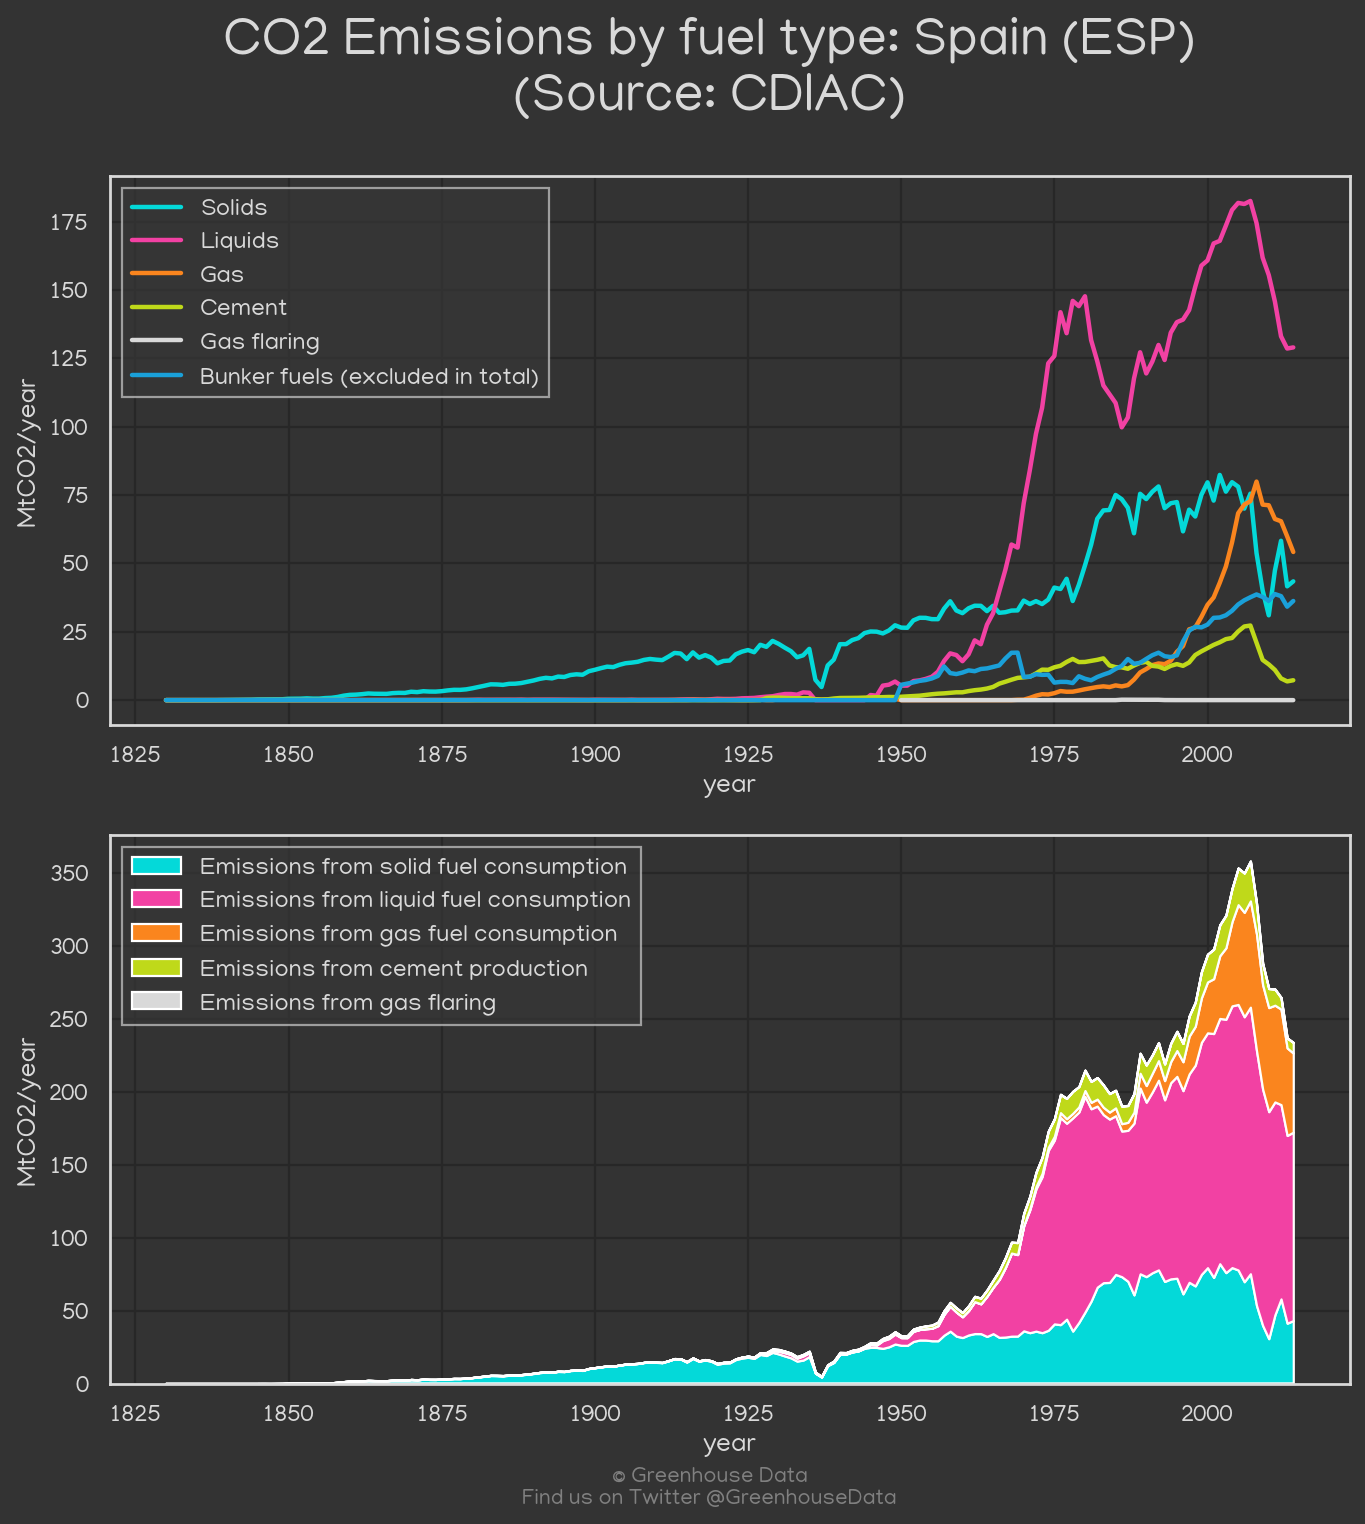 CO2 Emissions by fuel type: Spain (ESP)
(Source: CDIAC)
Solids
Liquids
Gas
Cement
Gas flaring
Bunker fuels (excluded in total)
MtCO2/year
175
150
125
100
75
50
25
0
1825 1850 1875 1900 1925 1950 1975 2000
year
Emissions from solid fuel consumption
Emissions from liquid fuel consumption
Emissions from gas fuel consumption
Emissions from cement production
Emissions from gas flaring
MtCO2/year
350
300
250
200
150
100
50
0
1825 1850 1875 1900 1925 1950 1975 2000
year
© Greenhouse Data
Find us on Twitter @GreenhouseData